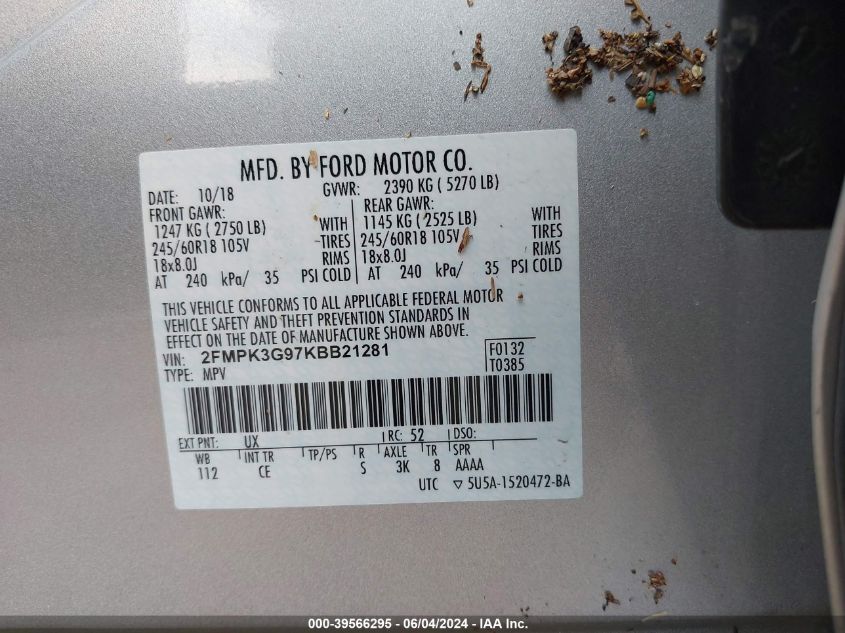 MFD. BY FORD MOTOR CO.
DATE: 10/18 GVWR: 2390 KG ( 5270 LB)
FRONT GAWR: REAR GAWR:
1247 KG ( 2750 LB) WITH 1145 KG ( 2525 LB) WITH
245/60R18 105V TIRES 245/60R18 105V TIRES
18x8.0J RIMS 18x8.0J RIMS
AT 240 kPa/ 35 PSI COLD AT 240 kPa/ 35 PSI COLD
THIS VEHICLE CONFORMS TO ALL APPLICABLE FEDERAL MOTOR
VEHICLE SAFETY AND THEFT PREVENTION STANDARDS IN
EFFECT ON THE DATE OF MANUFACTURE SHOWN ABOVE.
VIN: 2FMPK3G97KBB21281 F0132
TYPE: MPV T0385
EXT PNT: UX RC: 52 DSO:
WB INT TR TP/PS R AXLE TR SPR
112 CE S 3K 8 AAAA
UTC ▽ 5U5A-1520472-BA
000-39566295 - 06/04/2024 - IAA Inc.